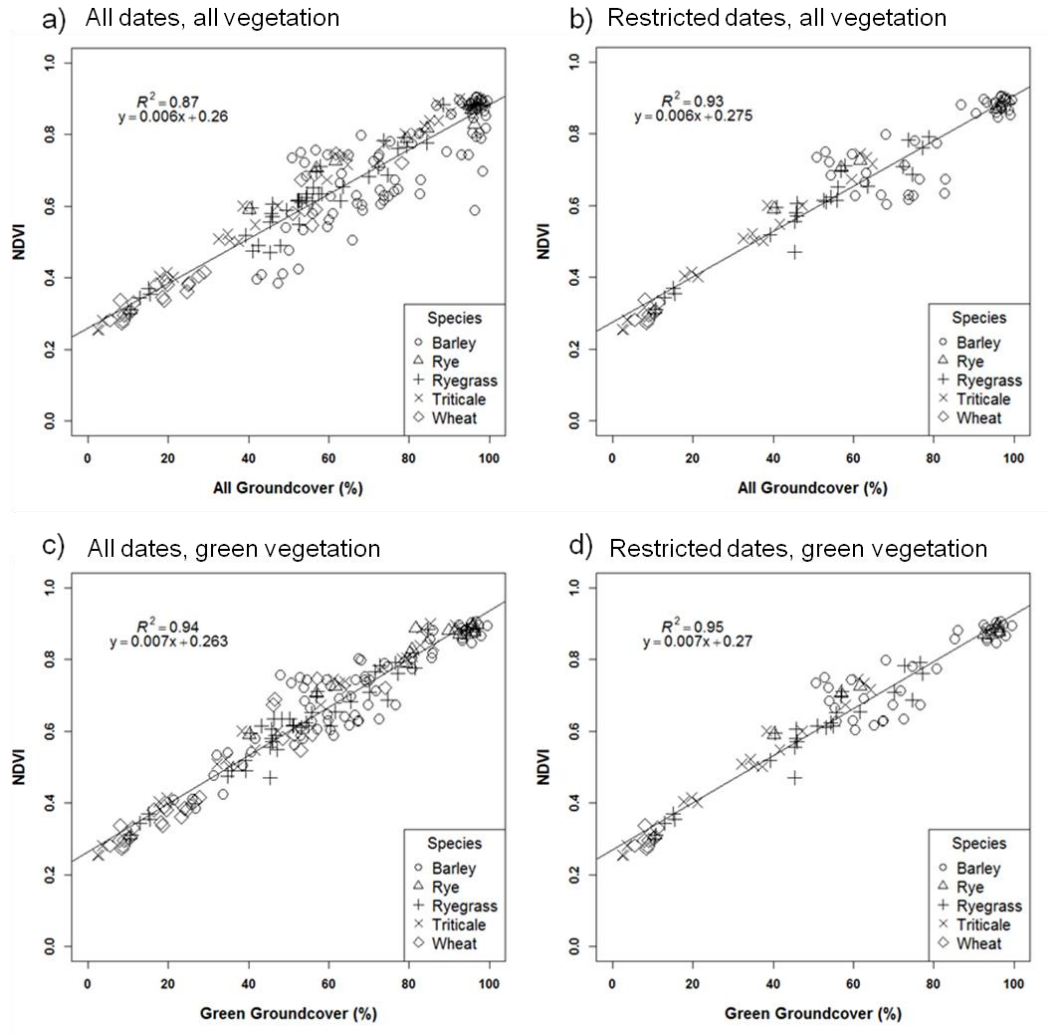 a) All dates, all vegetation
1.0
0.8
0.6
0.4
0.2
0.0
NDVI
R² = 0.87
y = 0.006x + 0.26
Species
Barley
Rye
Ryegrass
Triticale
Wheat
0 20 40 60 80 100
All Groundcover (%)
b) Restricted dates, all vegetation
1.0
0.8
0.6
0.4
0.2
0.0
NDVI
R² = 0.93
y = 0.006x + 0.275
Species
Barley
Rye
Ryegrass
Triticale
Wheat
0 20 40 60 80 100
All Groundcover (%)
c) All dates, green vegetation
1.0
0.8
0.6
0.4
0.2
0.0
NDVI
R² = 0.94
y = 0.007x + 0.263
Species
Barley
Rye
Ryegrass
Triticale
Wheat
0 20 40 60 80 100
Green Groundcover (%)
d) Restricted dates, green vegetation
1.0
0.8
0.6
0.4
0.2
0.0
NDVI
R² = 0.95
y = 0.007x + 0.27
Species
Barley
Rye
Ryegrass
Triticale
Wheat
0 20 40 60 80 100
Green Groundcover (%)